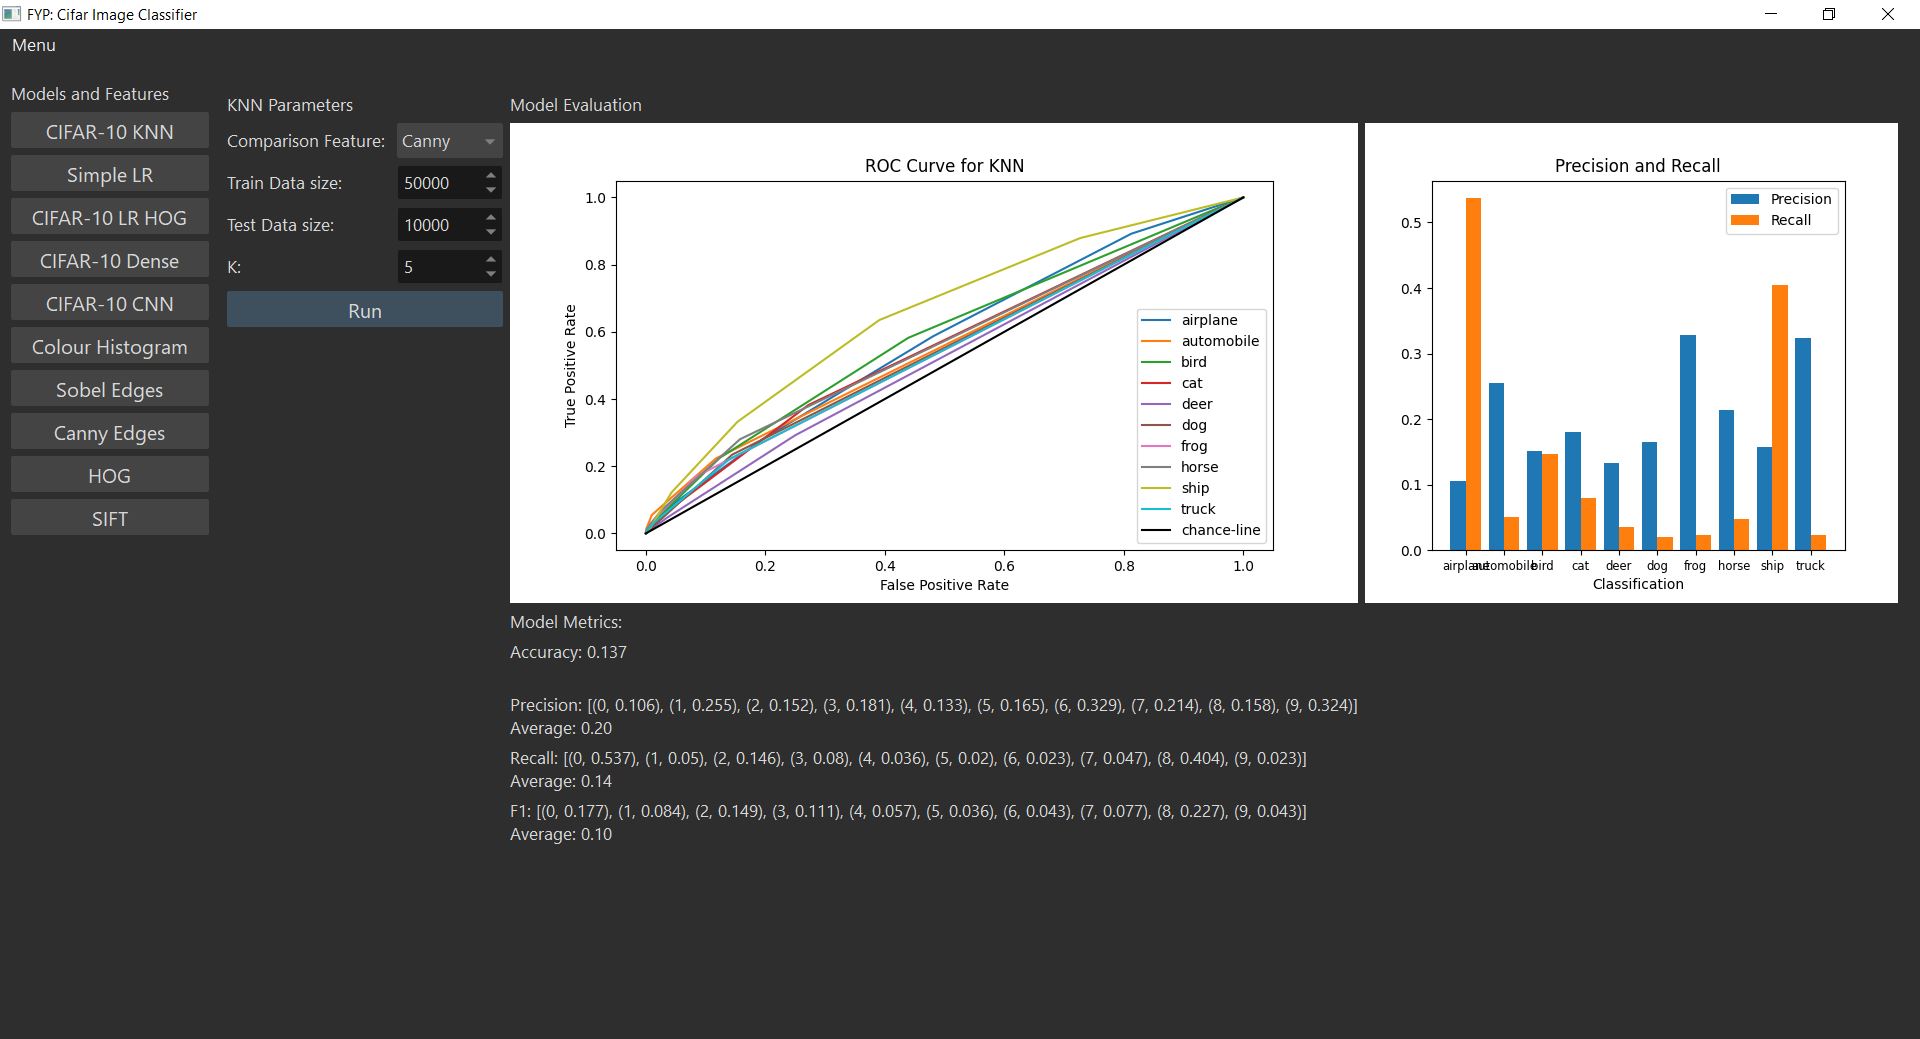 FYP: Cifar Image Classifier
Menu
Models and Features
CIFAR-10 KNN
Simple LR
CIFAR-10 LR HOG
CIFAR-10 Dense
CIFAR-10 CNN
Colour Histogram
Sobel Edges
Canny Edges
HOG
SIFT
KNN Parameters
Comparison Feature: Canny
Train Data size: 50000
Test Data size: 10000
K: 5
Run
Model Evaluation
ROC Curve for KNN
True Positive Rate
1.0
0.8
0.6
0.4
0.2
0.0
0.0 0.2 0.4 0.6 0.8 1.0
False Positive Rate
airplane
automobile
bird
cat
deer
dog
frog
horse
ship
truck
chance-line
Precision and Recall
Precision
Recall
0.5
0.4
0.3
0.2
0.1
0.0
airplane automobile bird cat deer dog frog horse ship truck
Classification
Model Metrics:
Accuracy: 0.137
Precision: [(0, 0.106), (1, 0.255), (2, 0.152), (3, 0.181), (4, 0.133), (5, 0.165), (6, 0.329), (7, 0.214), (8, 0.158), (9, 0.324)]
Average: 0.20
Recall: [(0, 0.537), (1, 0.05), (2, 0.146), (3, 0.08), (4, 0.036), (5, 0.02), (6, 0.023), (7, 0.047), (8, 0.404), (9, 0.023)]
Average: 0.14
F1: [(0, 0.177), (1, 0.084), (2, 0.149), (3, 0.111), (4, 0.057), (5, 0.036), (6, 0.043), (7, 0.077), (8, 0.227), (9, 0.043)]
Average: 0.10